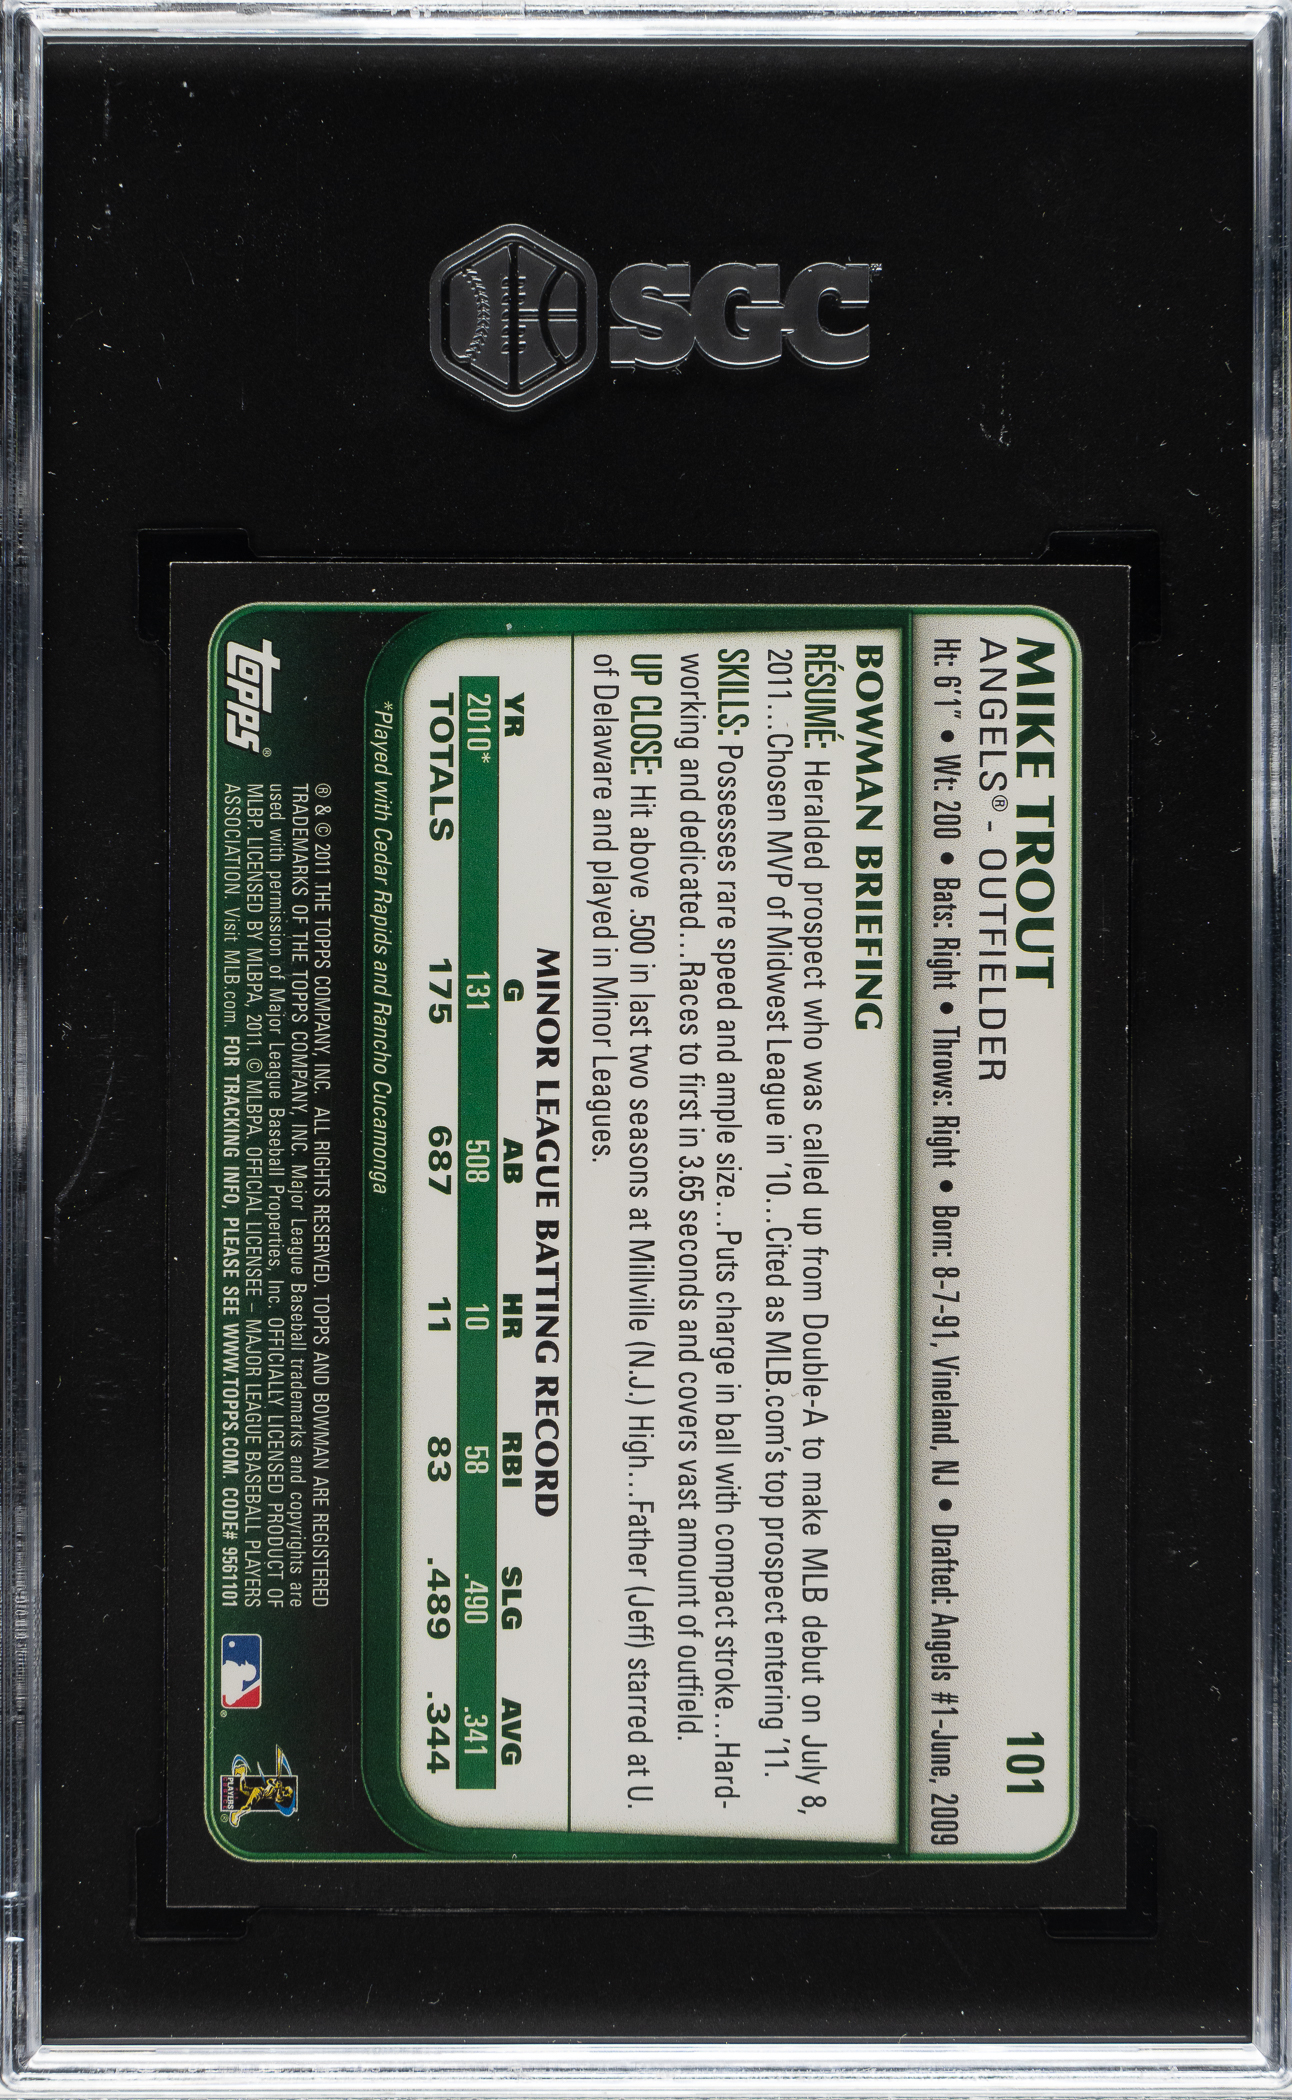 SGC™
MIKE TROUT 101
ANGELS® - OUTFIELDER
Ht: 6'1" • Wt: 200 • Bats: Right • Throws: Right • Born: 8-7-91, Vineland, NJ • Drafted: Angels #1-June, 2009
BOWMAN BRIEFING
RÉSUMÉ: Heralded prospect who was called up from Double-A to make MLB debut on July 8,
2011...Chosen MVP of Midwest League in '10...Cited as MLB.com's top prospect entering '11.
SKILLS: Possesses rare speed and ample size...Puts charge in ball with compact stroke...Hard-
working and dedicated...Races to first in 3.65 seconds and covers vast amount of outfield.
UP CLOSE: Hit above .500 in last two seasons at Millville (N.J.) High...Father (Jeff) starred at U.
of Delaware and played in Minor Leagues.
MINOR LEAGUE BATTING RECORD
YR G AB HR RBI SLG AVG
2010* 131 508 10 58 .490 .341
TOTALS 175 687 11 83 .489 .344
*Played with Cedar Rapids and Rancho Cucamonga
topps®
® & © 2011 THE TOPPS COMPANY, INC. ALL RIGHTS RESERVED. TOPPS AND BOWMAN ARE REGISTERED
TRADEMARKS OF THE TOPPS COMPANY, INC. Major League Baseball trademarks and copyrights are
used with permission of Major League Baseball Properties, Inc. OFFICIALLY LICENSED PRODUCT OF
MLBP. LICENSED BY MLBPA, 2011. © MLBPA. OFFICIAL LICENSEE – MAJOR LEAGUE BASEBALL PLAYERS
ASSOCIATION. Visit MLB.com. FOR TRACKING INFO, PLEASE SEE WWW.TOPPS.COM. CODE# 9561101
PLAYERS